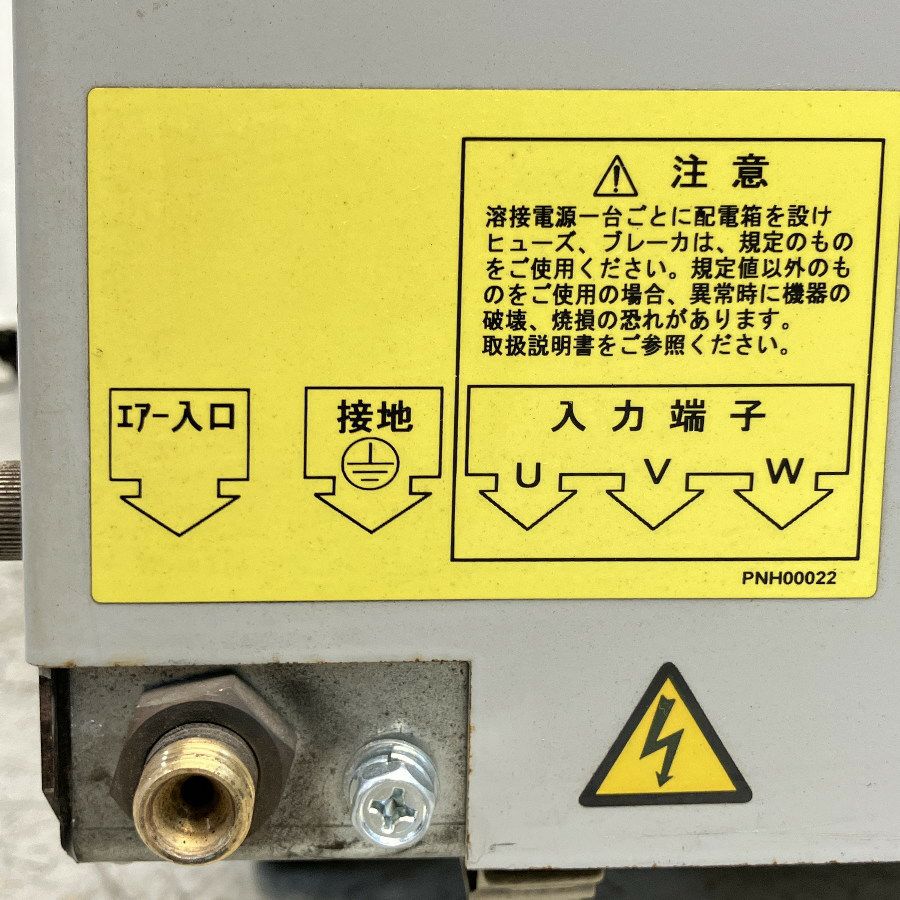 注意
溶接電源一台ごとに配電箱を設け
ヒューズ、ブレーカは、規定のもの
をご使用ください。規定値以外のも
のをご使用の場合、異常時に機器の
破壊、焼損の恐れがあります。
取扱説明書をご参照ください。
エアー入口
接地
入力端子
U V W
PNH00022